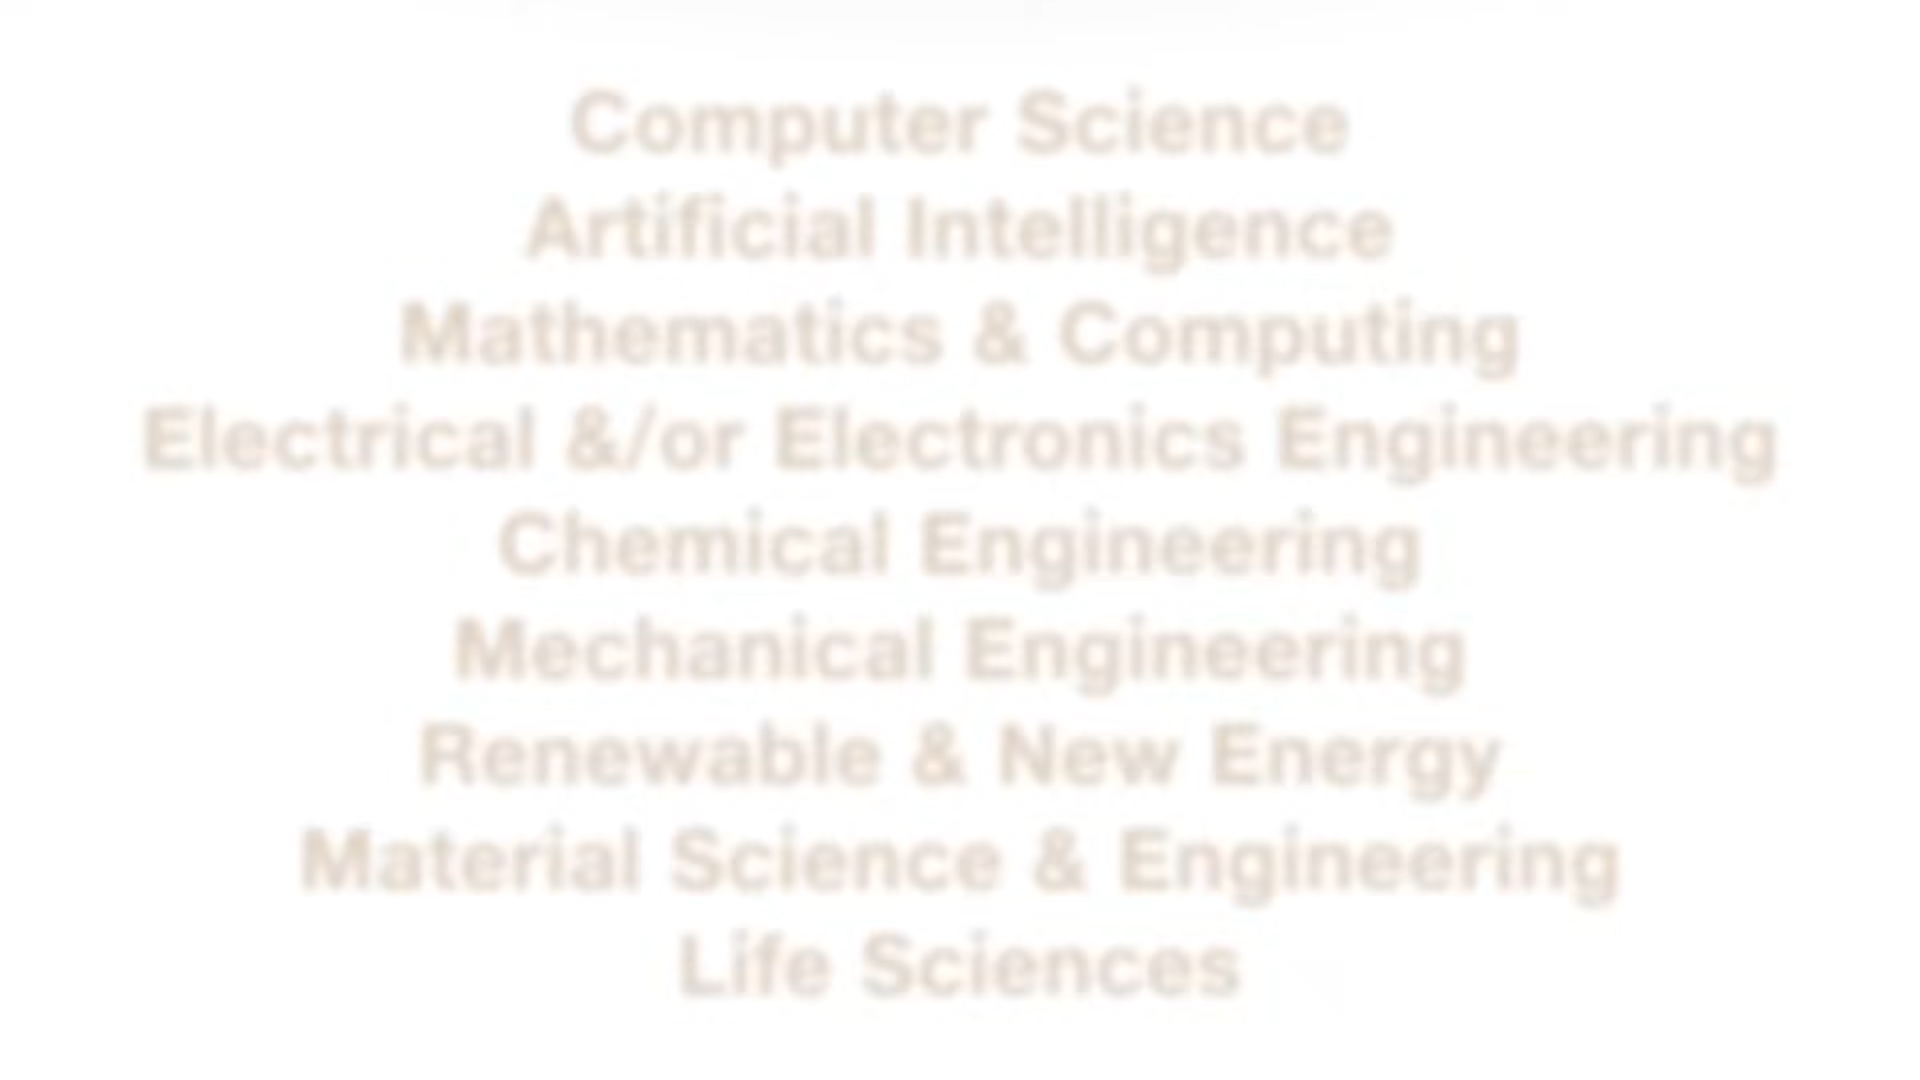 Computer Science
Artificial Intelligence
Mathematics & Computing
Electrical &/or Electronics Engineering
Chemical Engineering
Mechanical Engineering
Renewable & New Energy
Material Science & Engineering
Life Sciences